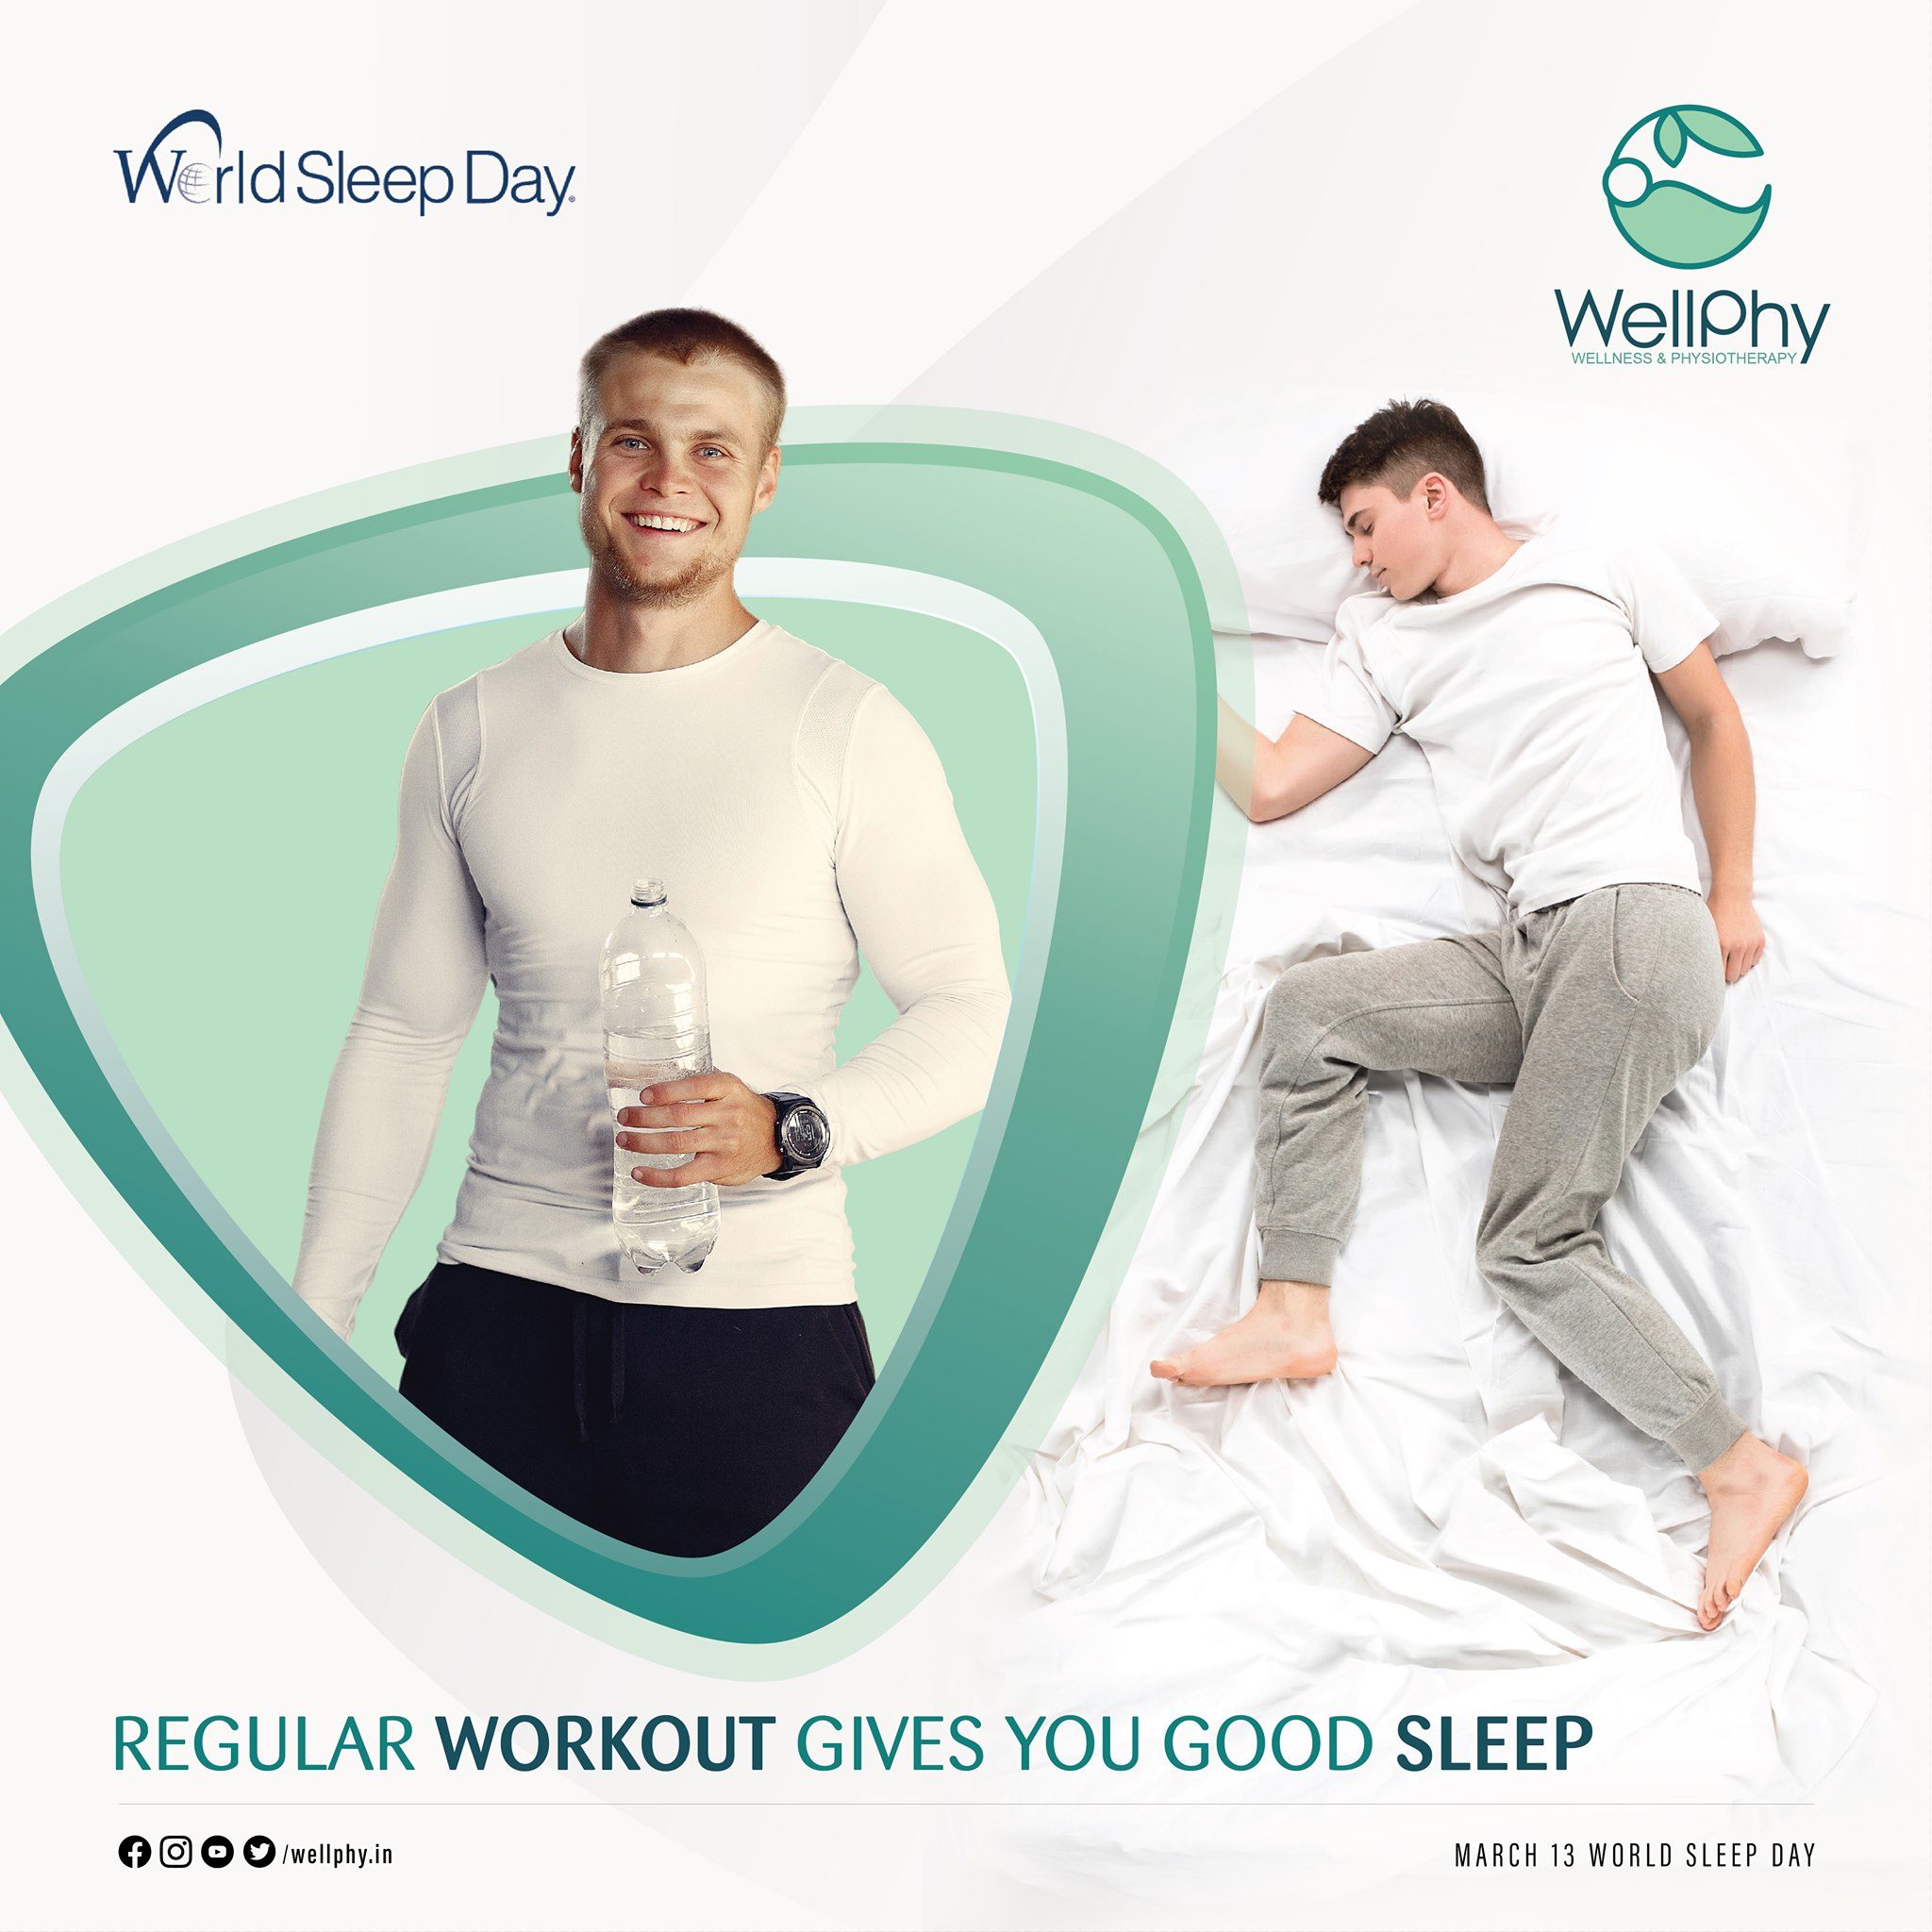 World Sleep Day
WellPhy
WELLNESS & PHYSIOTHERAPY
REGULAR WORKOUT GIVES YOU GOOD SLEEP
/wellphy.in
MARCH 13 WORLD SLEEP DAY